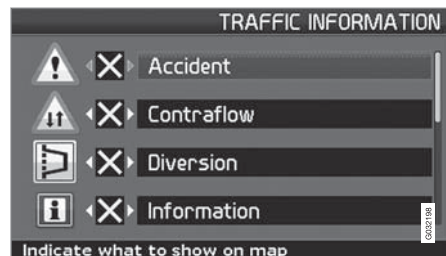 TRAFFIC INFORMATION
Accident
Contraflow
Diversion
Information
Indicate what to show on map
G032198